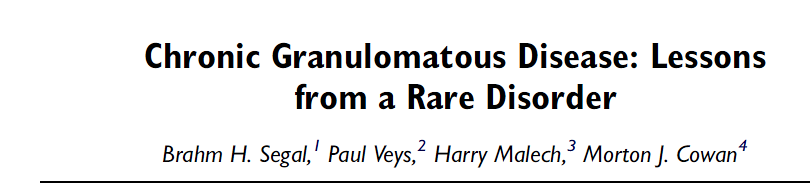 Chronic Granulomatous Disease: Lessons
from a Rare Disorder
Brahm H. Segal,1 Paul Veys,2 Harry Malech,3 Morton J. Cowan4